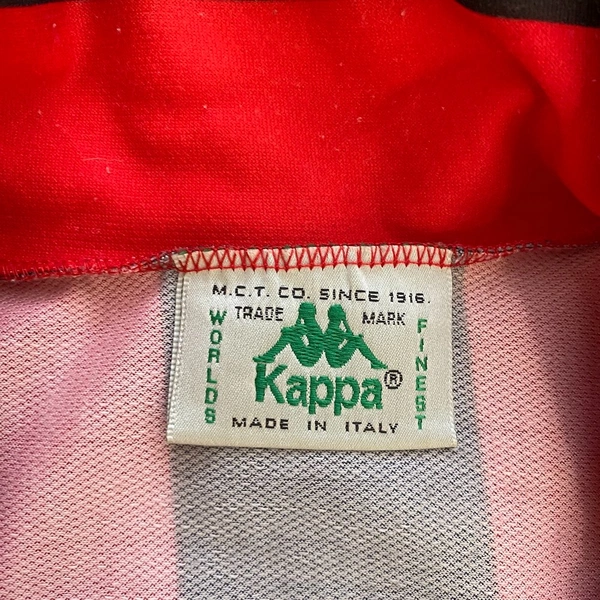 M.C.T. CO. SINCE 1916.
TRADE MARK
WORLDS
FINEST
Kappa®
MADE IN ITALY